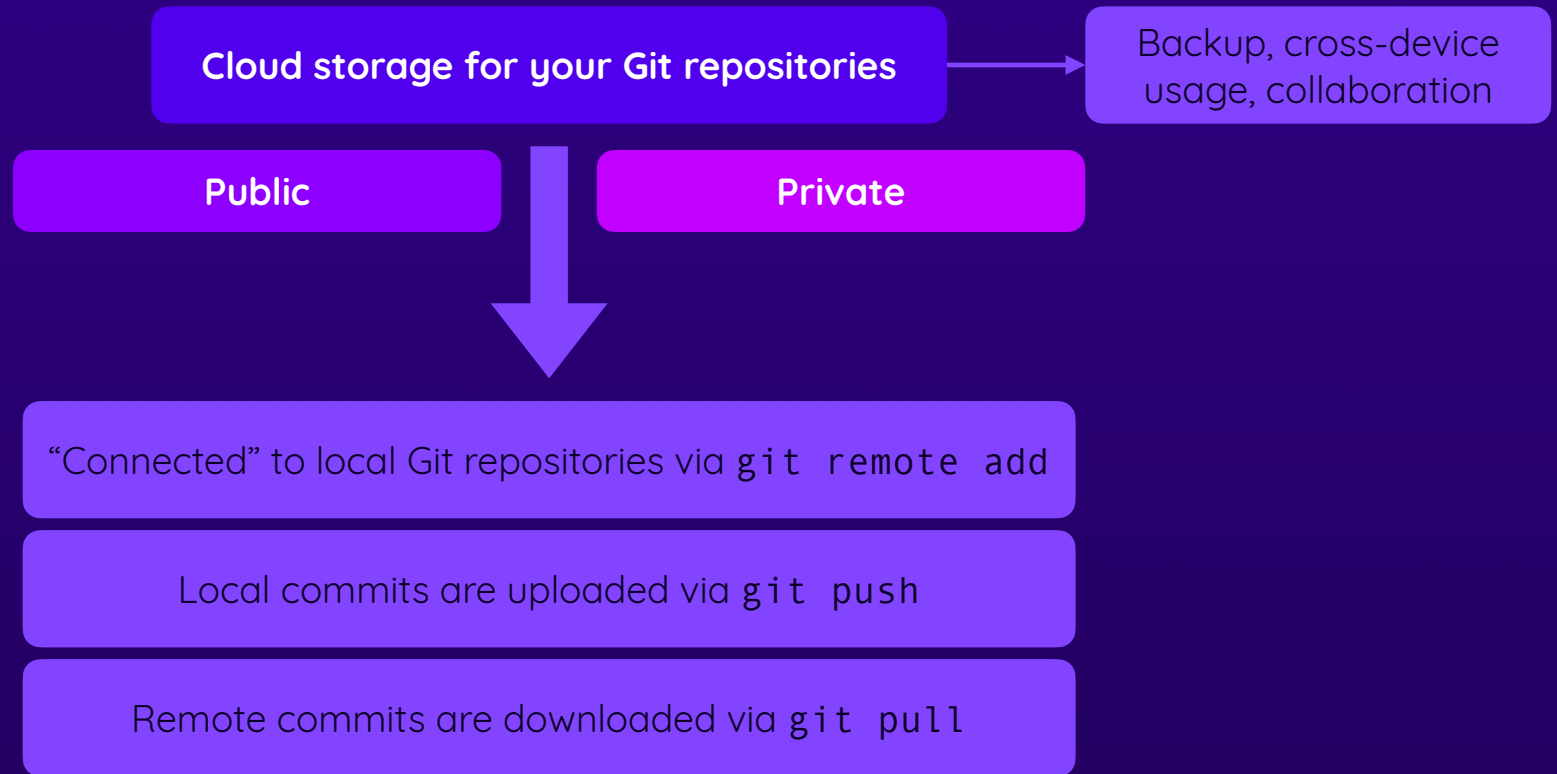 Cloud storage for your Git repositories
Backup, cross-device
usage, collaboration
Public
Private
“Connected” to local Git repositories via git remote add
Local commits are uploaded via git push
Remote commits are downloaded via git pull